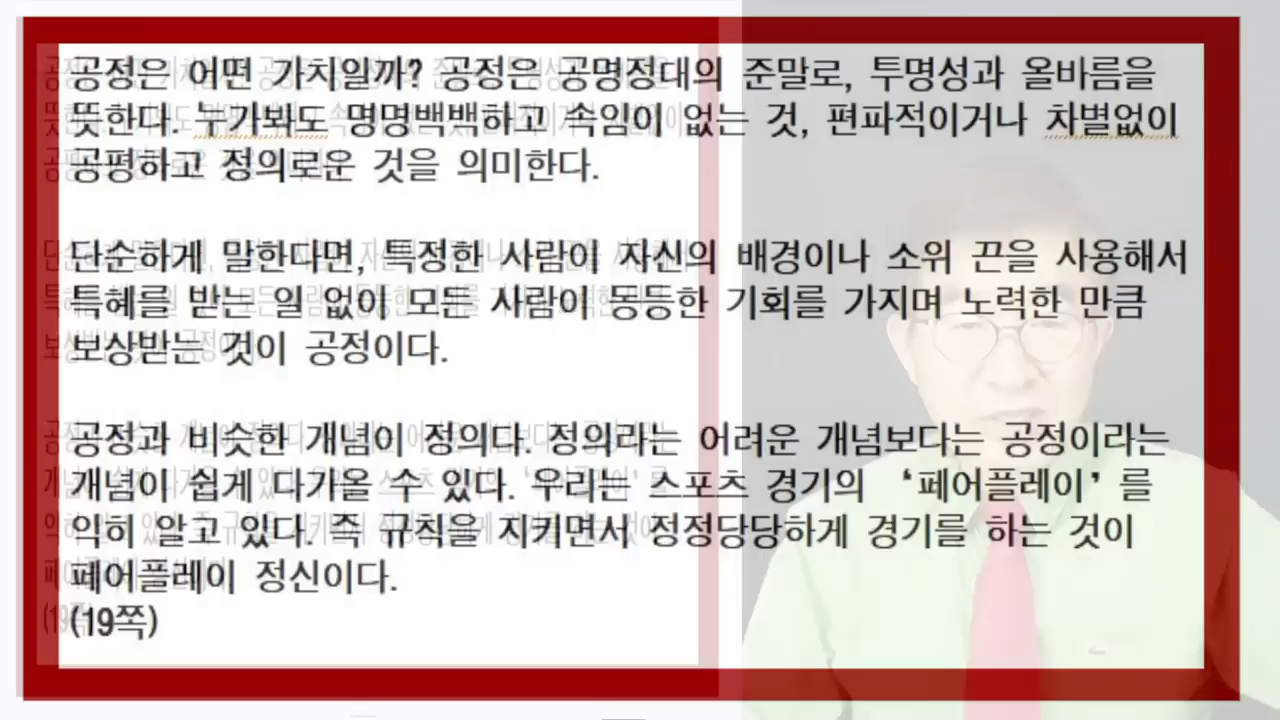 공정은 어떤 가치일까? 공정은 공명정대의 준말로, 투명성과 올바름을
뜻한다. 누가봐도 명명백백하고 속임이 없는 것, 편파적이거나 차별없이
공평하고 정의로운 것을 의미한다.
단순하게 말한다면, 특정한 사람이 자신의 배경이나 소위 끈을 사용해서
특혜를 받는 일 없이 모든 사람이 동등한 기회를 가지며 노력한 만큼
보상받는 것이 공정이다.
공정과 비슷한 개념이 정의다. 정의라는 어려운 개념보다는 공정이라는
개념이 쉽게 다가올 수 있다. 우리는 스포츠 경기의 ‘페어플레이’를
익히 알고 있다. 즉 규칙을 지키면서 정정당당하게 경기를 하는 것이
페어플레이 정신이다.
(19쪽)